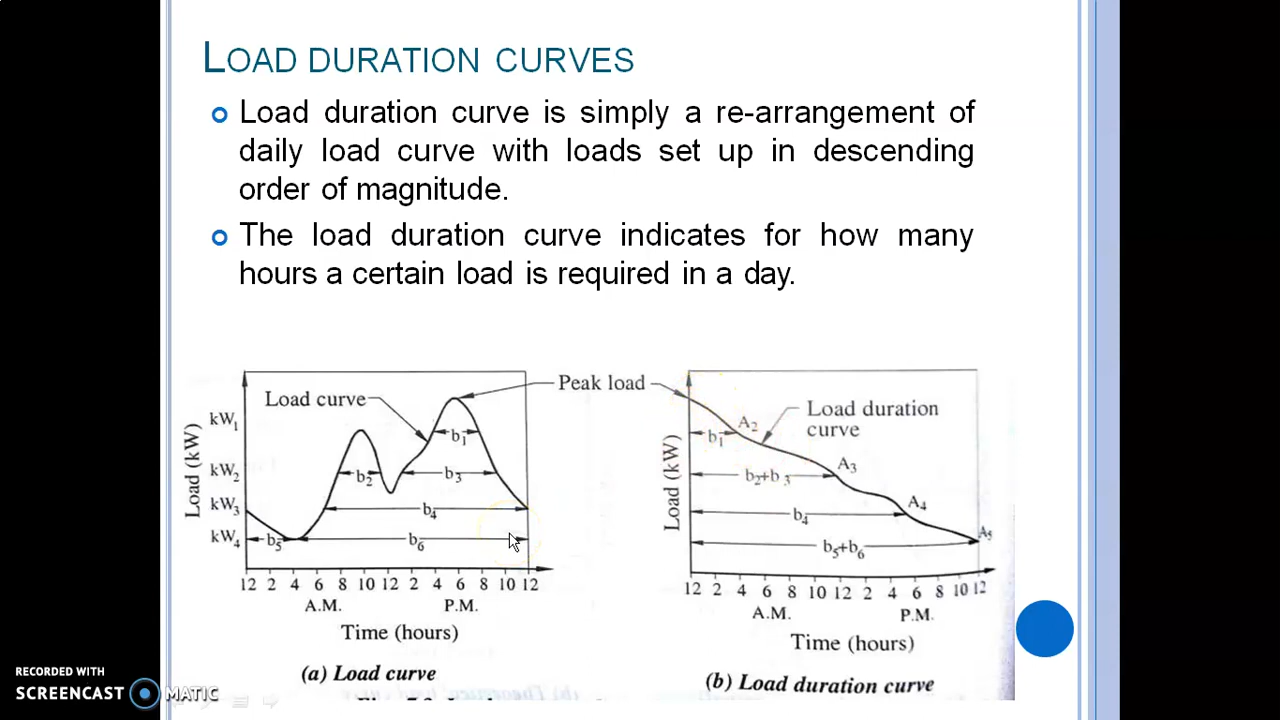 LOAD DURATION CURVES
Load duration curve is simply a re-arrangement of
daily load curve with loads set up in descending
order of magnitude.
The load duration curve indicates for how many
hours a certain load is required in a day.
Load curve
Peak load
kW1
kW2
kW3
kW4
Load (kW)
b1
b2
b3
b4
b5
b6
12 2 4 6 8 10 12 2 4 6 8 10 12
A.M.
P.M.
Time (hours)
(a) Load curve
Load duration
curve
Load (kW)
A2
b1
A3
b2+b3
A4
b4
A5
b5+b6
12 2 4 6 8 10 12 2 4 6 8 10 12
A.M.
P.M.
Time (hours)
(b) Load duration curve
RECORDED WITH
SCREENCAST MATIC